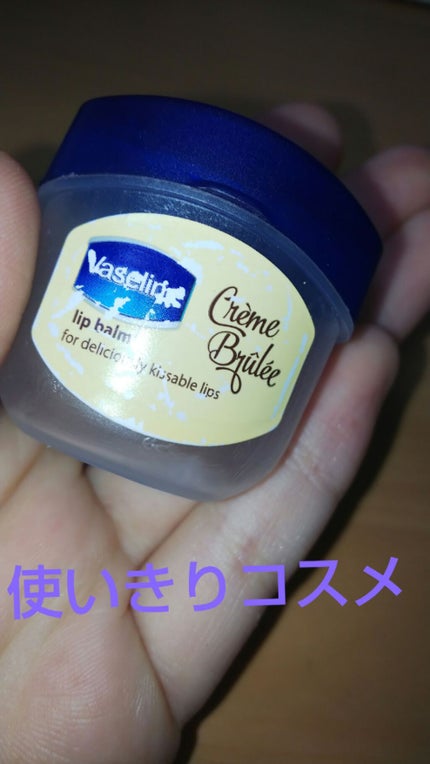 Vaseline
lip balm
for deliciously kissable lips
Crème
Brûlée
使いきりコスメ